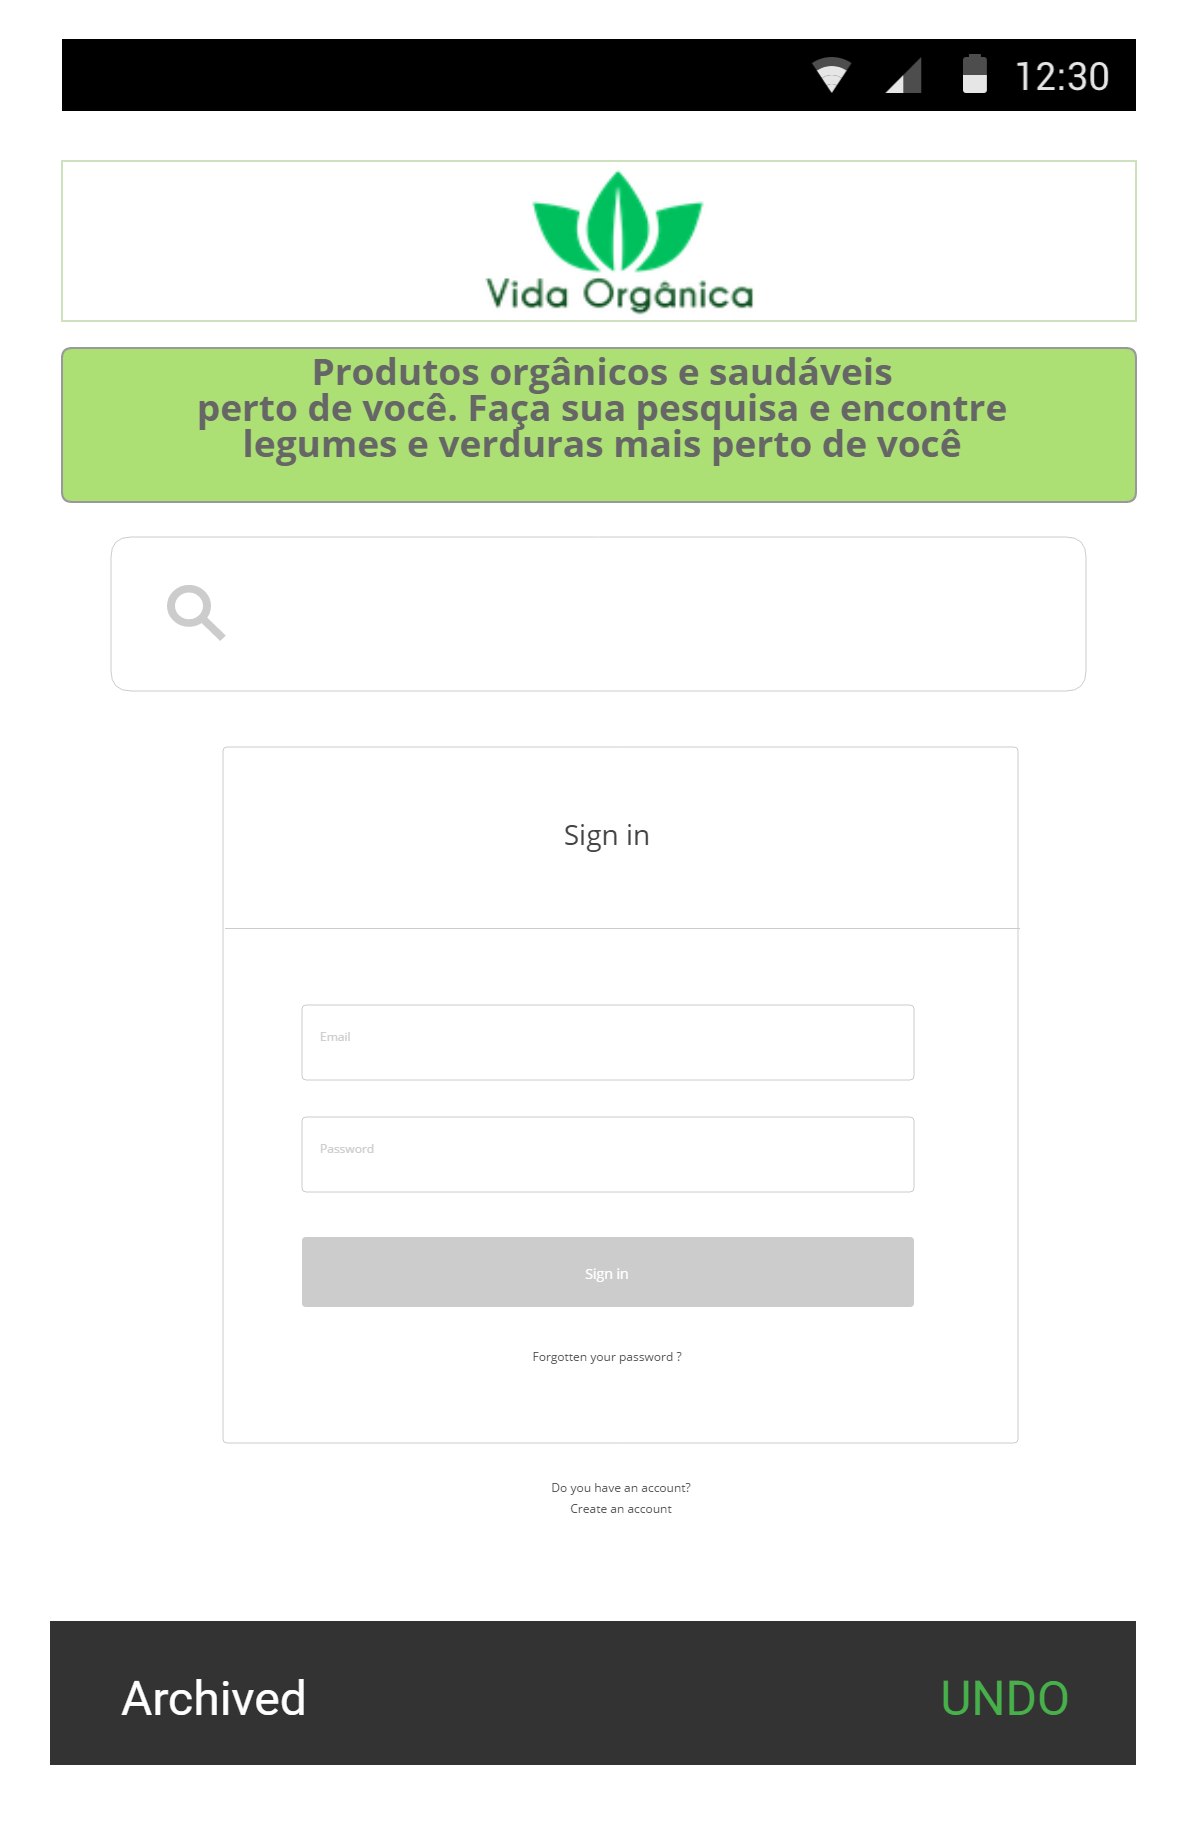 12:30
Vida Orgânica
Produtos orgânicos e saudáveis
perto de você. Faça sua pesquisa e encontre
legumes e verduras mais perto de você
Sign in
Email
Password
Sign in
Forgotten your password ?
Do you have an account?
Create an account
Archived UNDO